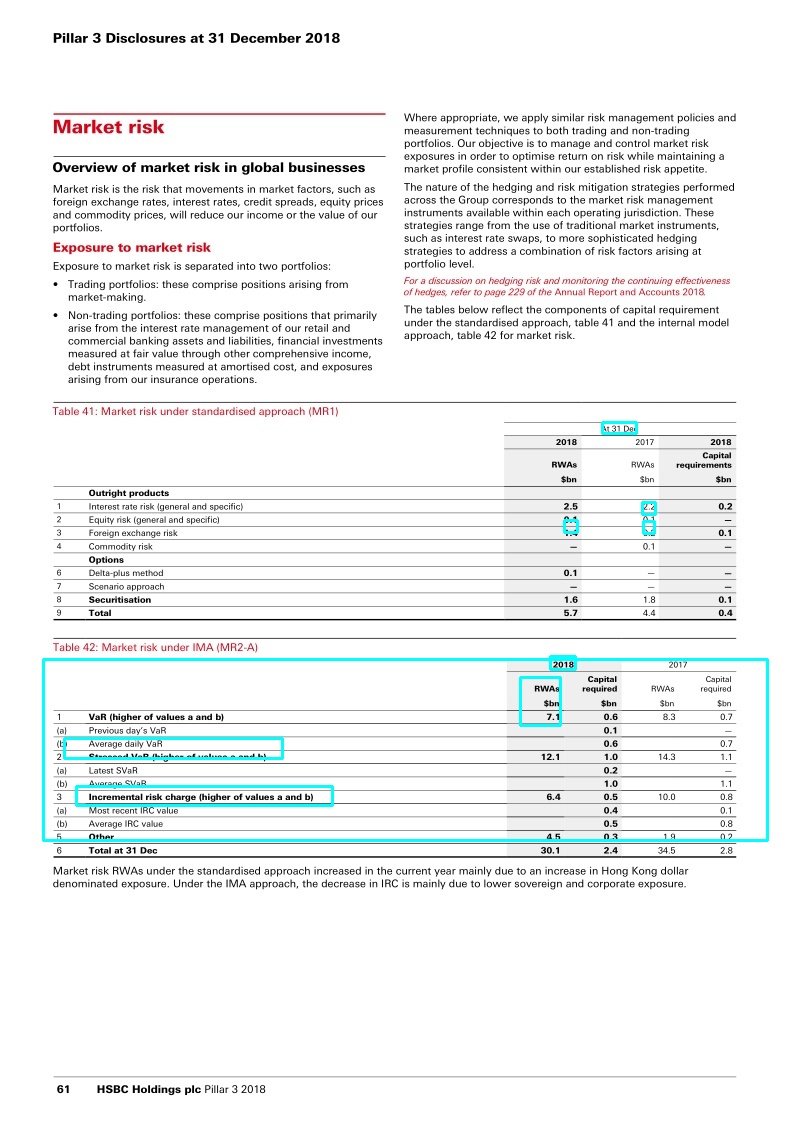 Pillar 3 Disclosures at 31 December 2018
Market risk
Overview of market risk in global businesses
Market risk is the risk that movements in market factors, such as
foreign exchange rates, interest rates, credit spreads, equity prices
and commodity prices, will reduce our income or the value of our
portfolios.
Exposure to market risk
Exposure to market risk is separated into two portfolios:
• Trading portfolios: these comprise positions arising from
market-making.
• Non-trading portfolios: these comprise positions that primarily
arise from the interest rate management of our retail and
commercial banking assets and liabilities, financial investments
measured at fair value through other comprehensive income,
debt instruments measured at amortised cost, and exposures
arising from our insurance operations.
Where appropriate, we apply similar risk management policies and
measurement techniques to both trading and non-trading
portfolios. Our objective is to manage and control market risk
exposures in order to optimise return on risk while maintaining a
market profile consistent within our established risk appetite.
The nature of the hedging and risk mitigation strategies performed
across the Group corresponds to the market risk management
instruments available within each operating jurisdiction. These
strategies range from the use of traditional market instruments,
such as interest rate swaps, to more sophisticated hedging
strategies to address a combination of risk factors arising at
portfolio level.
For a discussion on hedging risk and monitoring the continuing effectiveness
of hedges, refer to page 229 of the Annual Report and Accounts 2018.
The tables below reflect the components of capital requirement
under the standardised approach, table 41 and the internal model
approach, table 42 for market risk.
Table 41: Market risk under standardised approach (MR1)
At 31 Dec
2018 2017 2018
RWAs RWAs Capital requirements
$bn $bn $bn
Outright products
1 Interest rate risk (general and specific) 2.5 2.2 0.2
2 Equity risk (general and specific) 0.1 0.1 —
3 Foreign exchange risk 1.4 0.2 0.1
4 Commodity risk — 0.1 —
Options
6 Delta-plus method 0.1 — —
7 Scenario approach — — —
8 Securitisation 1.6 1.8 0.1
9 Total 5.7 4.4 0.4
Table 42: Market risk under IMA (MR2-A)
2018 2017
RWAs Capital required RWAs Capital required
$bn $bn $bn $bn
1 VaR (higher of values a and b) 7.1 0.6 8.3 0.7
(a) Previous day's VaR 0.1 —
(b) Average daily VaR 0.6 0.7
2 Stressed VaR (higher of values a and b) 12.1 1.0 14.3 1.1
(a) Latest SVaR 0.2 —
(b) Average SVaR 1.0 1.1
3 Incremental risk charge (higher of values a and b) 6.4 0.5 10.0 0.8
(a) Most recent IRC value 0.4 0.1
(b) Average IRC value 0.5 0.8
5 Other 4.5 0.3 1.9 0.2
6 Total at 31 Dec 30.1 2.4 34.5 2.8
Market risk RWAs under the standardised approach increased in the current year mainly due to an increase in Hong Kong dollar
denominated exposure. Under the IMA approach, the decrease in IRC is mainly due to lower sovereign and corporate exposure.
61 HSBC Holdings plc Pillar 3 2018